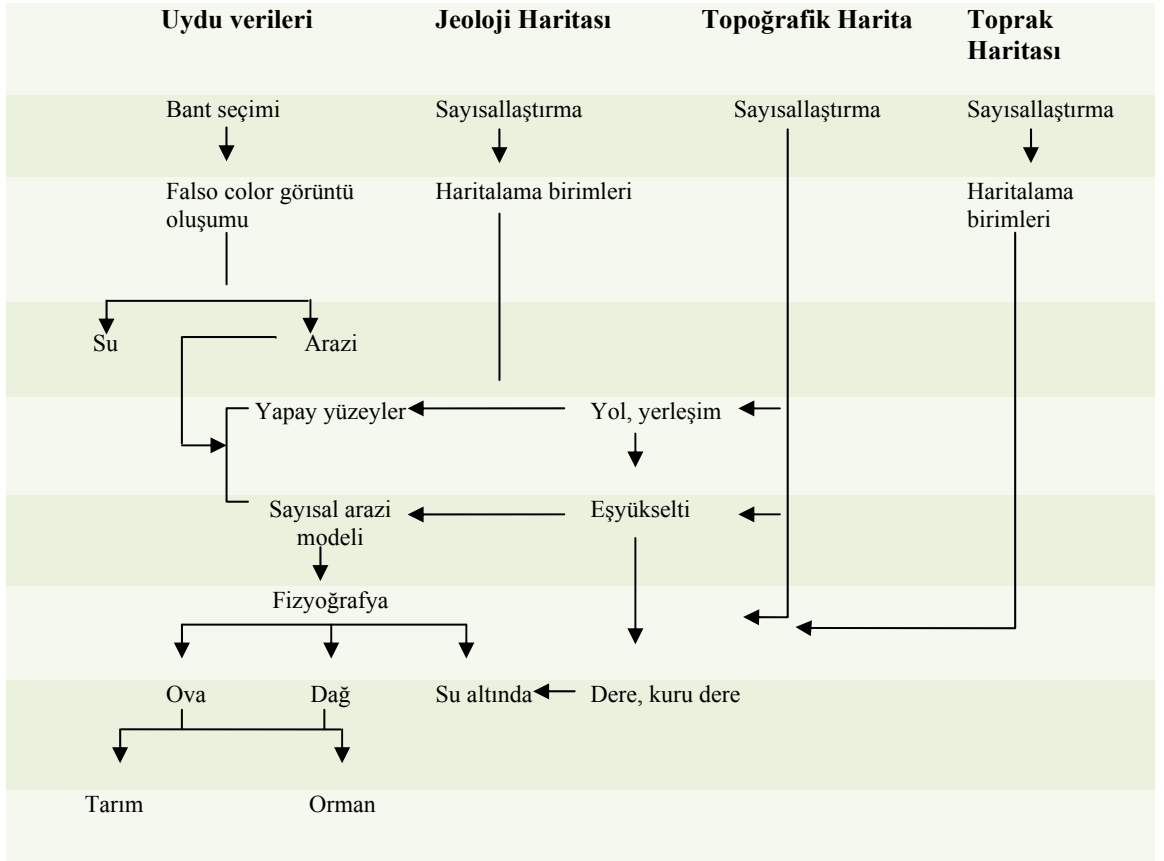 Uydu verileri
Jeoloji Haritası
Topoğrafik Harita
Toprak
Haritası
Bant seçimi
Sayısallaştırma
Sayısallaştırma
Sayısallaştırma
Falso color görüntü
oluşumu
Haritalama birimleri
Haritalama
birimleri
Su
Arazi
Yapay yüzeyler
Yol, yerleşim
Sayısal arazi
modeli
Eşyükselti
Fizyoğrafya
Ova
Dağ
Su altında
Dere, kuru dere
Tarım
Orman